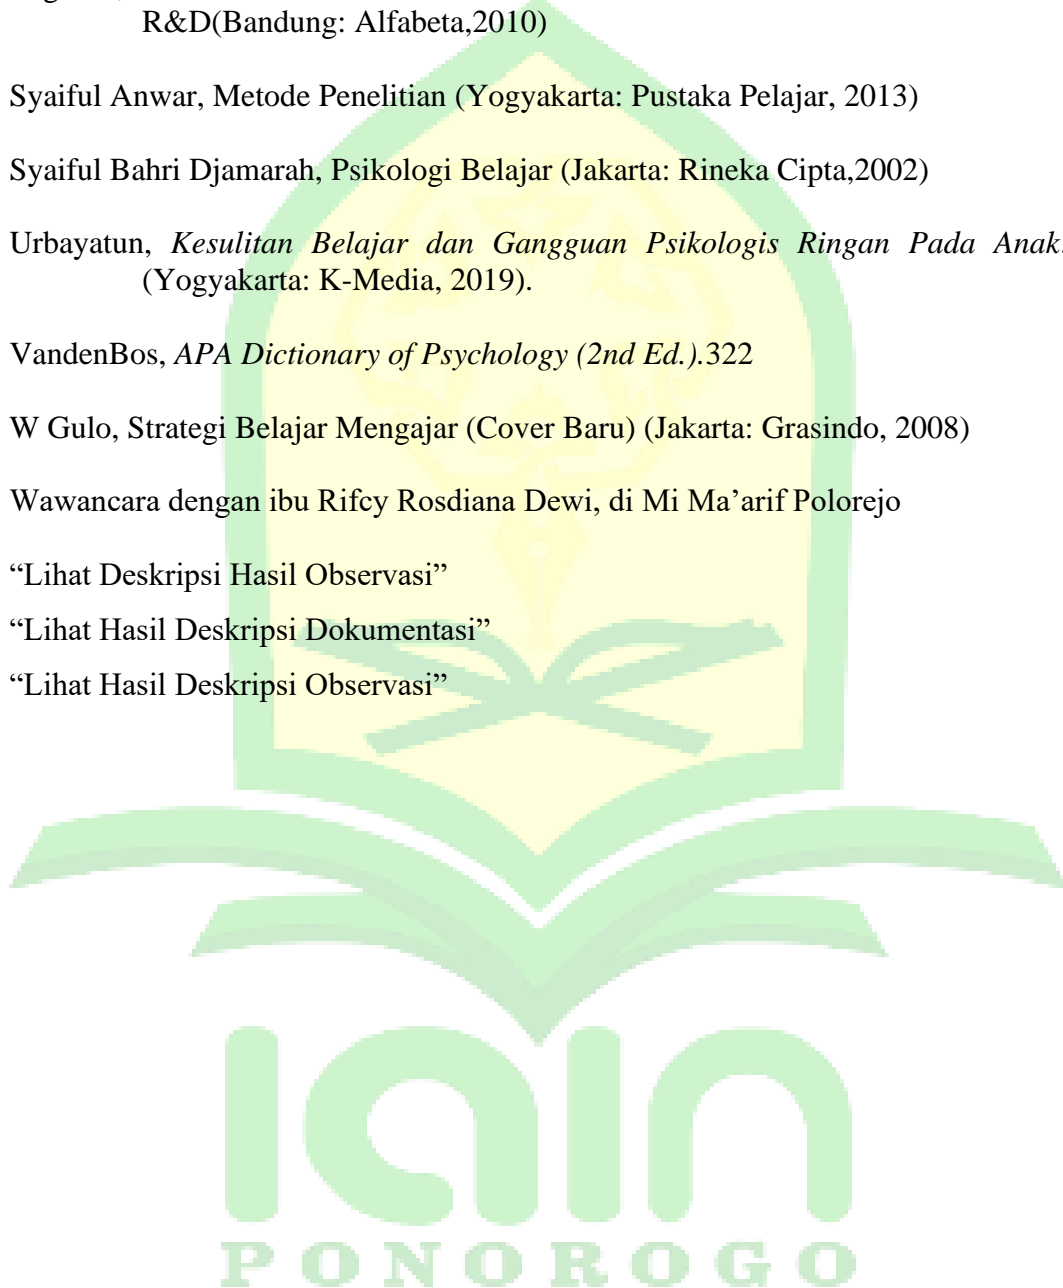 R&D(Bandung: Alfabeta,2010)
Syaiful Anwar, Metode Penelitian (Yogyakarta: Pustaka Pelajar, 2013)
Syaiful Bahri Djamarah, Psikologi Belajar (Jakarta: Rineka Cipta,2002)
Urbayatun, Kesulitan Belajar dan Gangguan Psikologis Ringan Pada Anak.
(Yogyakarta: K-Media, 2019).
VandenBos, APA Dictionary of Psychology (2nd Ed.).322
W Gulo, Strategi Belajar Mengajar (Cover Baru) (Jakarta: Grasindo, 2008)
Wawancara dengan ibu Rifcy Rosdiana Dewi, di Mi Ma’arif Polorejo
“Lihat Deskripsi Hasil Observasi”
“Lihat Hasil Deskripsi Dokumentasi”
“Lihat Hasil Deskripsi Observasi”
iain
PONOROGO